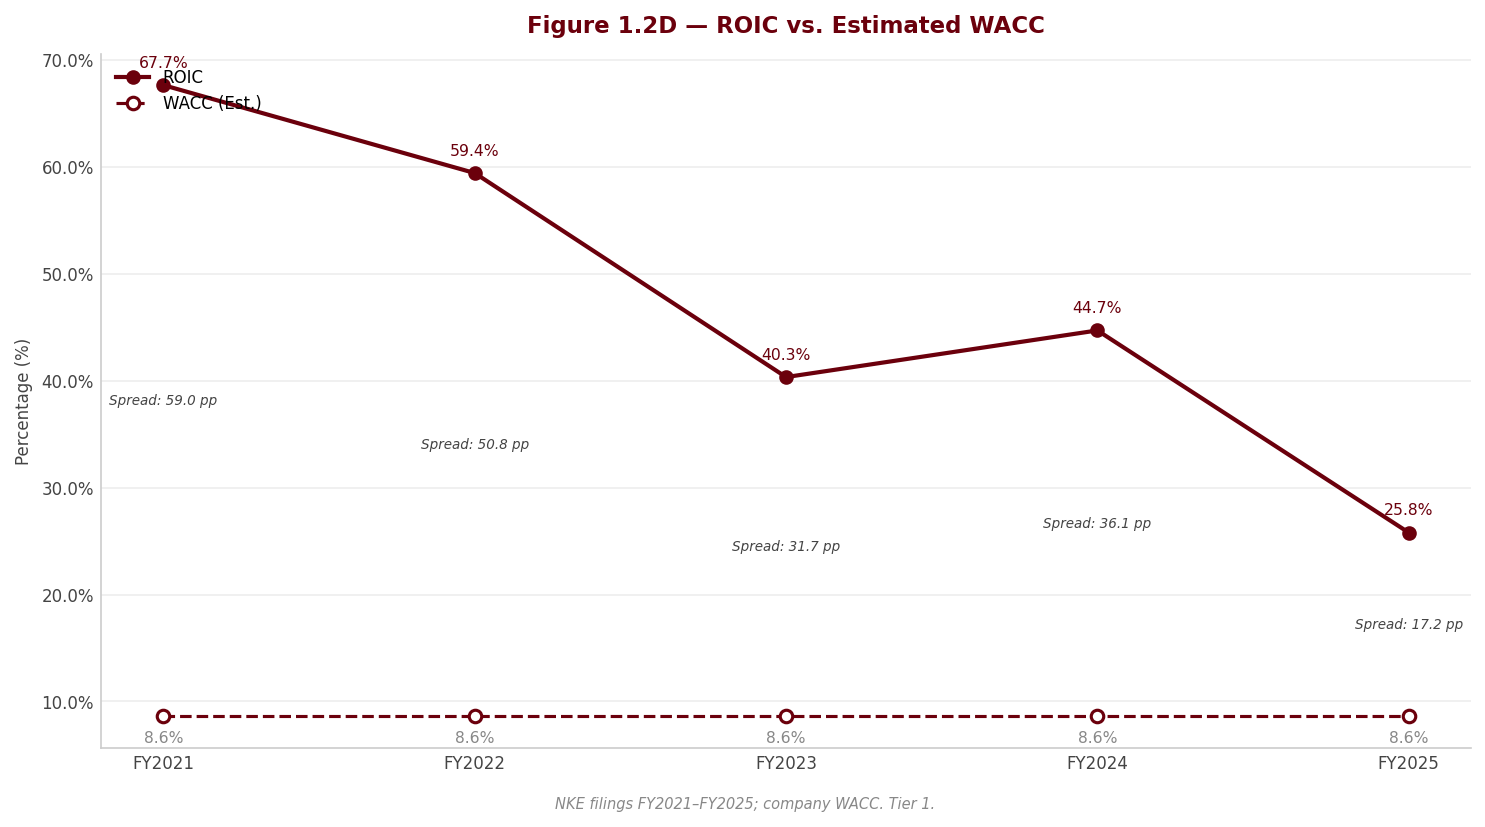 Figure 1.2D — ROIC vs. Estimated WACC
70.0%
60.0%
50.0%
40.0%
30.0%
20.0%
10.0%
Percentage (%)
ROIC
WACC (Est.)
67.7%
59.4%
40.3%
44.7%
25.8%
Spread: 59.0 pp
Spread: 50.8 pp
Spread: 31.7 pp
Spread: 36.1 pp
Spread: 17.2 pp
8.6%
8.6%
8.6%
8.6%
8.6%
FY2021
FY2022
FY2023
FY2024
FY2025
NKE filings FY2021–FY2025; company WACC. Tier 1.